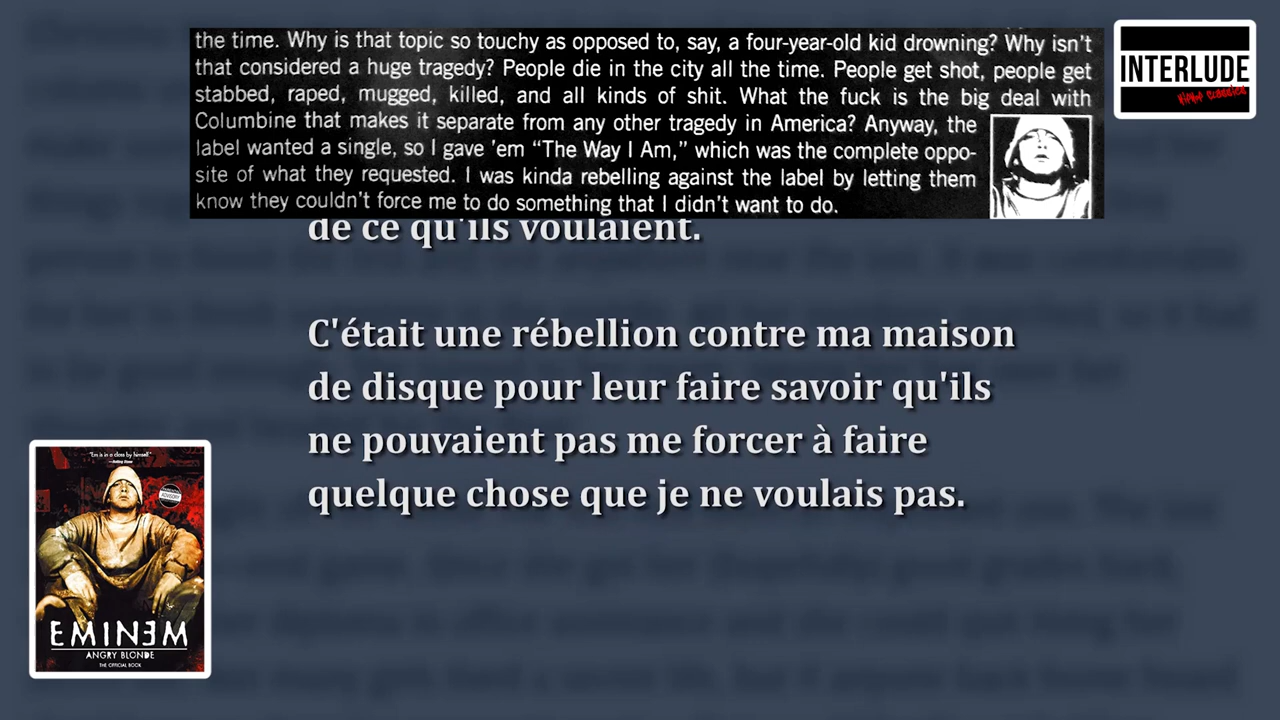 the time. Why is that topic so touchy as opposed to, say, a four-year-old kid drowning? Why isn't
that considered a huge tragedy? People die in the city all the time. People get shot, people get
stabbed, raped, mugged, killed, and all kinds of shit. What the fuck is the big deal with
Columbine that makes it separate from any other tragedy in America? Anyway, the
label wanted a single, so I gave 'em “The Way I Am,” which was the complete oppo-
site of what they requested. I was kinda rebelling against the label by letting them
know they couldn't force me to do something that I didn't want to do.
INTERLUDE
de ce qu'ils voulaient.
C'était une rébellion contre ma maison
de disque pour leur faire savoir qu'ils
ne pouvaient pas me forcer à faire
quelque chose que je ne voulais pas.
"Em is in a class by himself."
EMINEM
ANGRY BLONDE
THE OFFICIAL BOOK